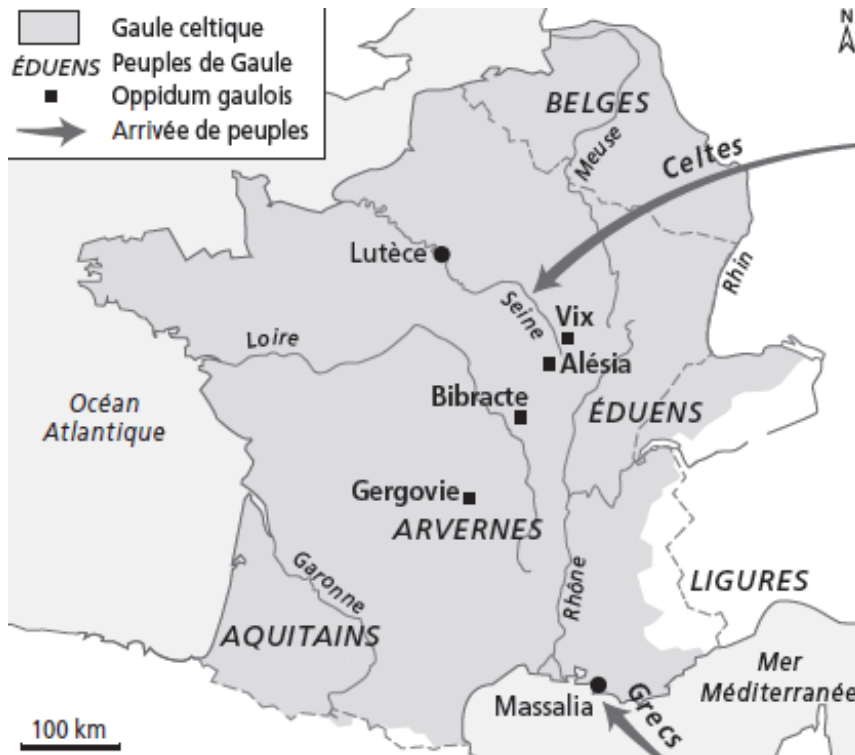 Gaule celtique
ÉDUENS Peuples de Gaule
Oppidum gaulois
Arrivée de peuples
N
BELGES
Meuse
Celtes
Lutèce
Rhin
Seine
Vix
Loire
Alésia
Océan
Atlantique
Bibracte
ÉDUENS
Gergovie
ARVERNES
Garonne
Rhône
LIGURES
AQUITAINS
Mer
Méditerranée
Massalia
Grecs
100 km